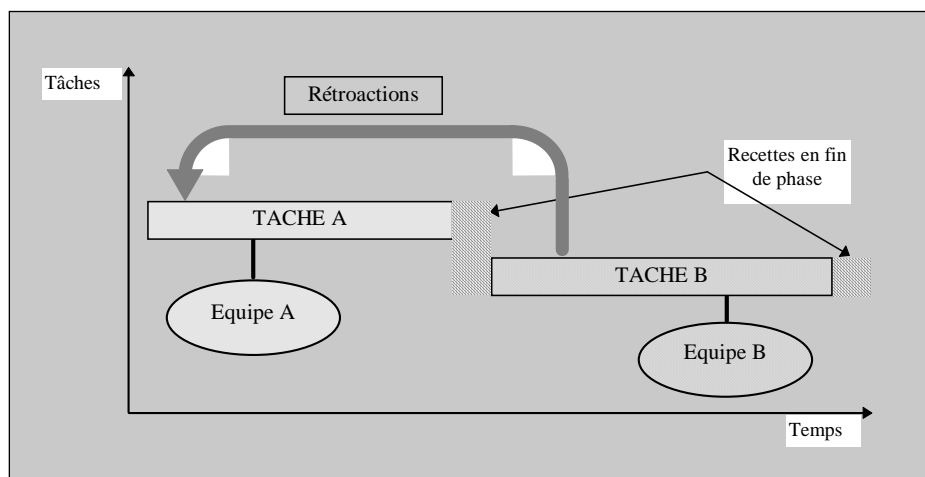 Tâches
Rétroactions
Recettes en fin
de phase
TACHE A
TACHE B
Equipe A
Equipe B
Temps